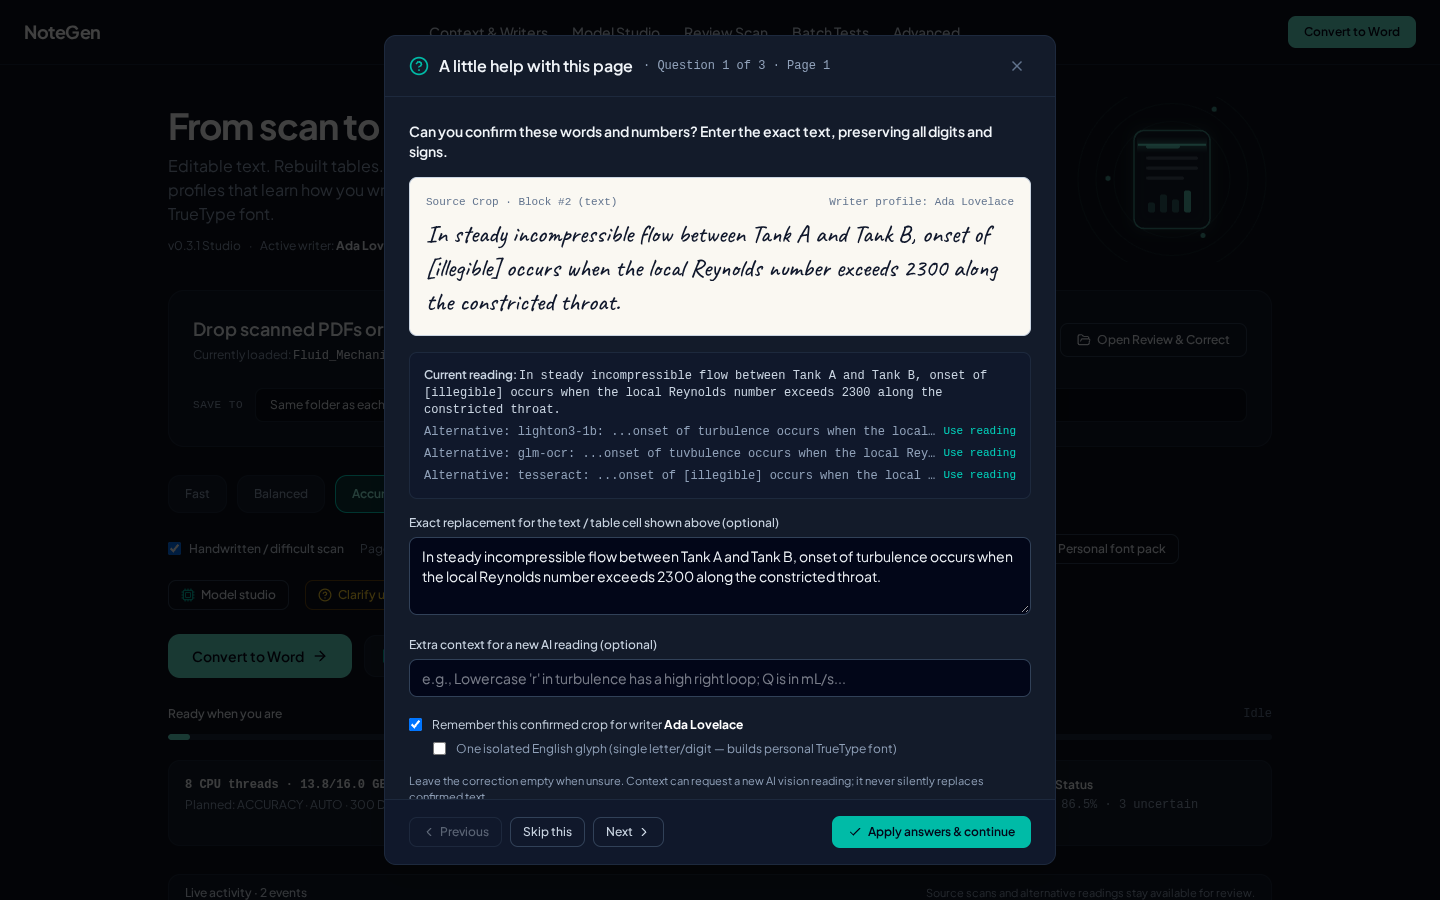 NoteGen
Context & Writers Model Studio Review Scan Batch Tests Advanced
Convert to Word
A little help with this page · Question 1 of 3 · Page 1
From scan to
Editable text. Rebuilt tables.
profiles that learn how you wr
TrueType font.
v0.3.1 Studio · Active writer: Ada Lov
Can you confirm these words and numbers? Enter the exact text, preserving all digits and
signs.
Source Crop · Block #2 (text) Writer profile: Ada Lovelace
In steady incompressible flow between Tank A and Tank B, onset of
[illegible] occurs when the local Reynolds number exceeds 2300 along
the constricted throat.
Drop scanned PDFs or
Currently loaded: Fluid_Mechani
Open Review & Correct
SAVE TO Same folder as each
Current reading: In steady incompressible flow between Tank A and Tank B, onset of
[illegible] occurs when the local Reynolds number exceeds 2300 along the
constricted throat.
Alternative: lighton3-1b: ...onset of turbulence occurs when the local… Use reading
Alternative: glm-ocr: ...onset of tuvbulence occurs when the local Rey… Use reading
Alternative: tesseract: ...onset of [illegible] occurs when the local … Use reading
Fast Balanced Accur
Exact replacement for the text / table cell shown above (optional)
In steady incompressible flow between Tank A and Tank B, onset of turbulence occurs when
the local Reynolds number exceeds 2300 along the constricted throat.
Handwritten / difficult scan Pag
Personal font pack
Model studio Clarify u
Extra context for a new AI reading (optional)
e.g., Lowercase 'r' in turbulence has a high right loop; Q is in mL/s...
Convert to Word
Ready when you are Idle
Remember this confirmed crop for writer Ada Lovelace
One isolated English glyph (single letter/digit — builds personal TrueType font)
8 CPU threads · 13.8/16.0 GB
Status
Planned: ACCURACY · AUTO · 300 D
86.5% · 3 uncertain
Leave the correction empty when unsure. Context can request a new AI vision reading; it never silently replaces
confirmed text.
Previous Skip this Next Apply answers & continue
Live activity · 2 events Source scans and alternative readings stay available for review.